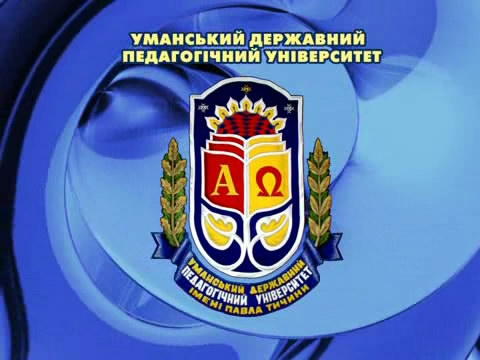 УМАНСЬКИЙ ДЕРЖАВНИЙ
ПЕДАГОГІЧНИЙ УНІВЕРСИТЕТ
Α Ω
УМАНСЬКИЙ ДЕРЖАВНИЙ
ПЕДАГОГІЧНИЙ УНІВЕРСИТЕТ
ІМЕНІ ПАВЛА ТИЧИНИ